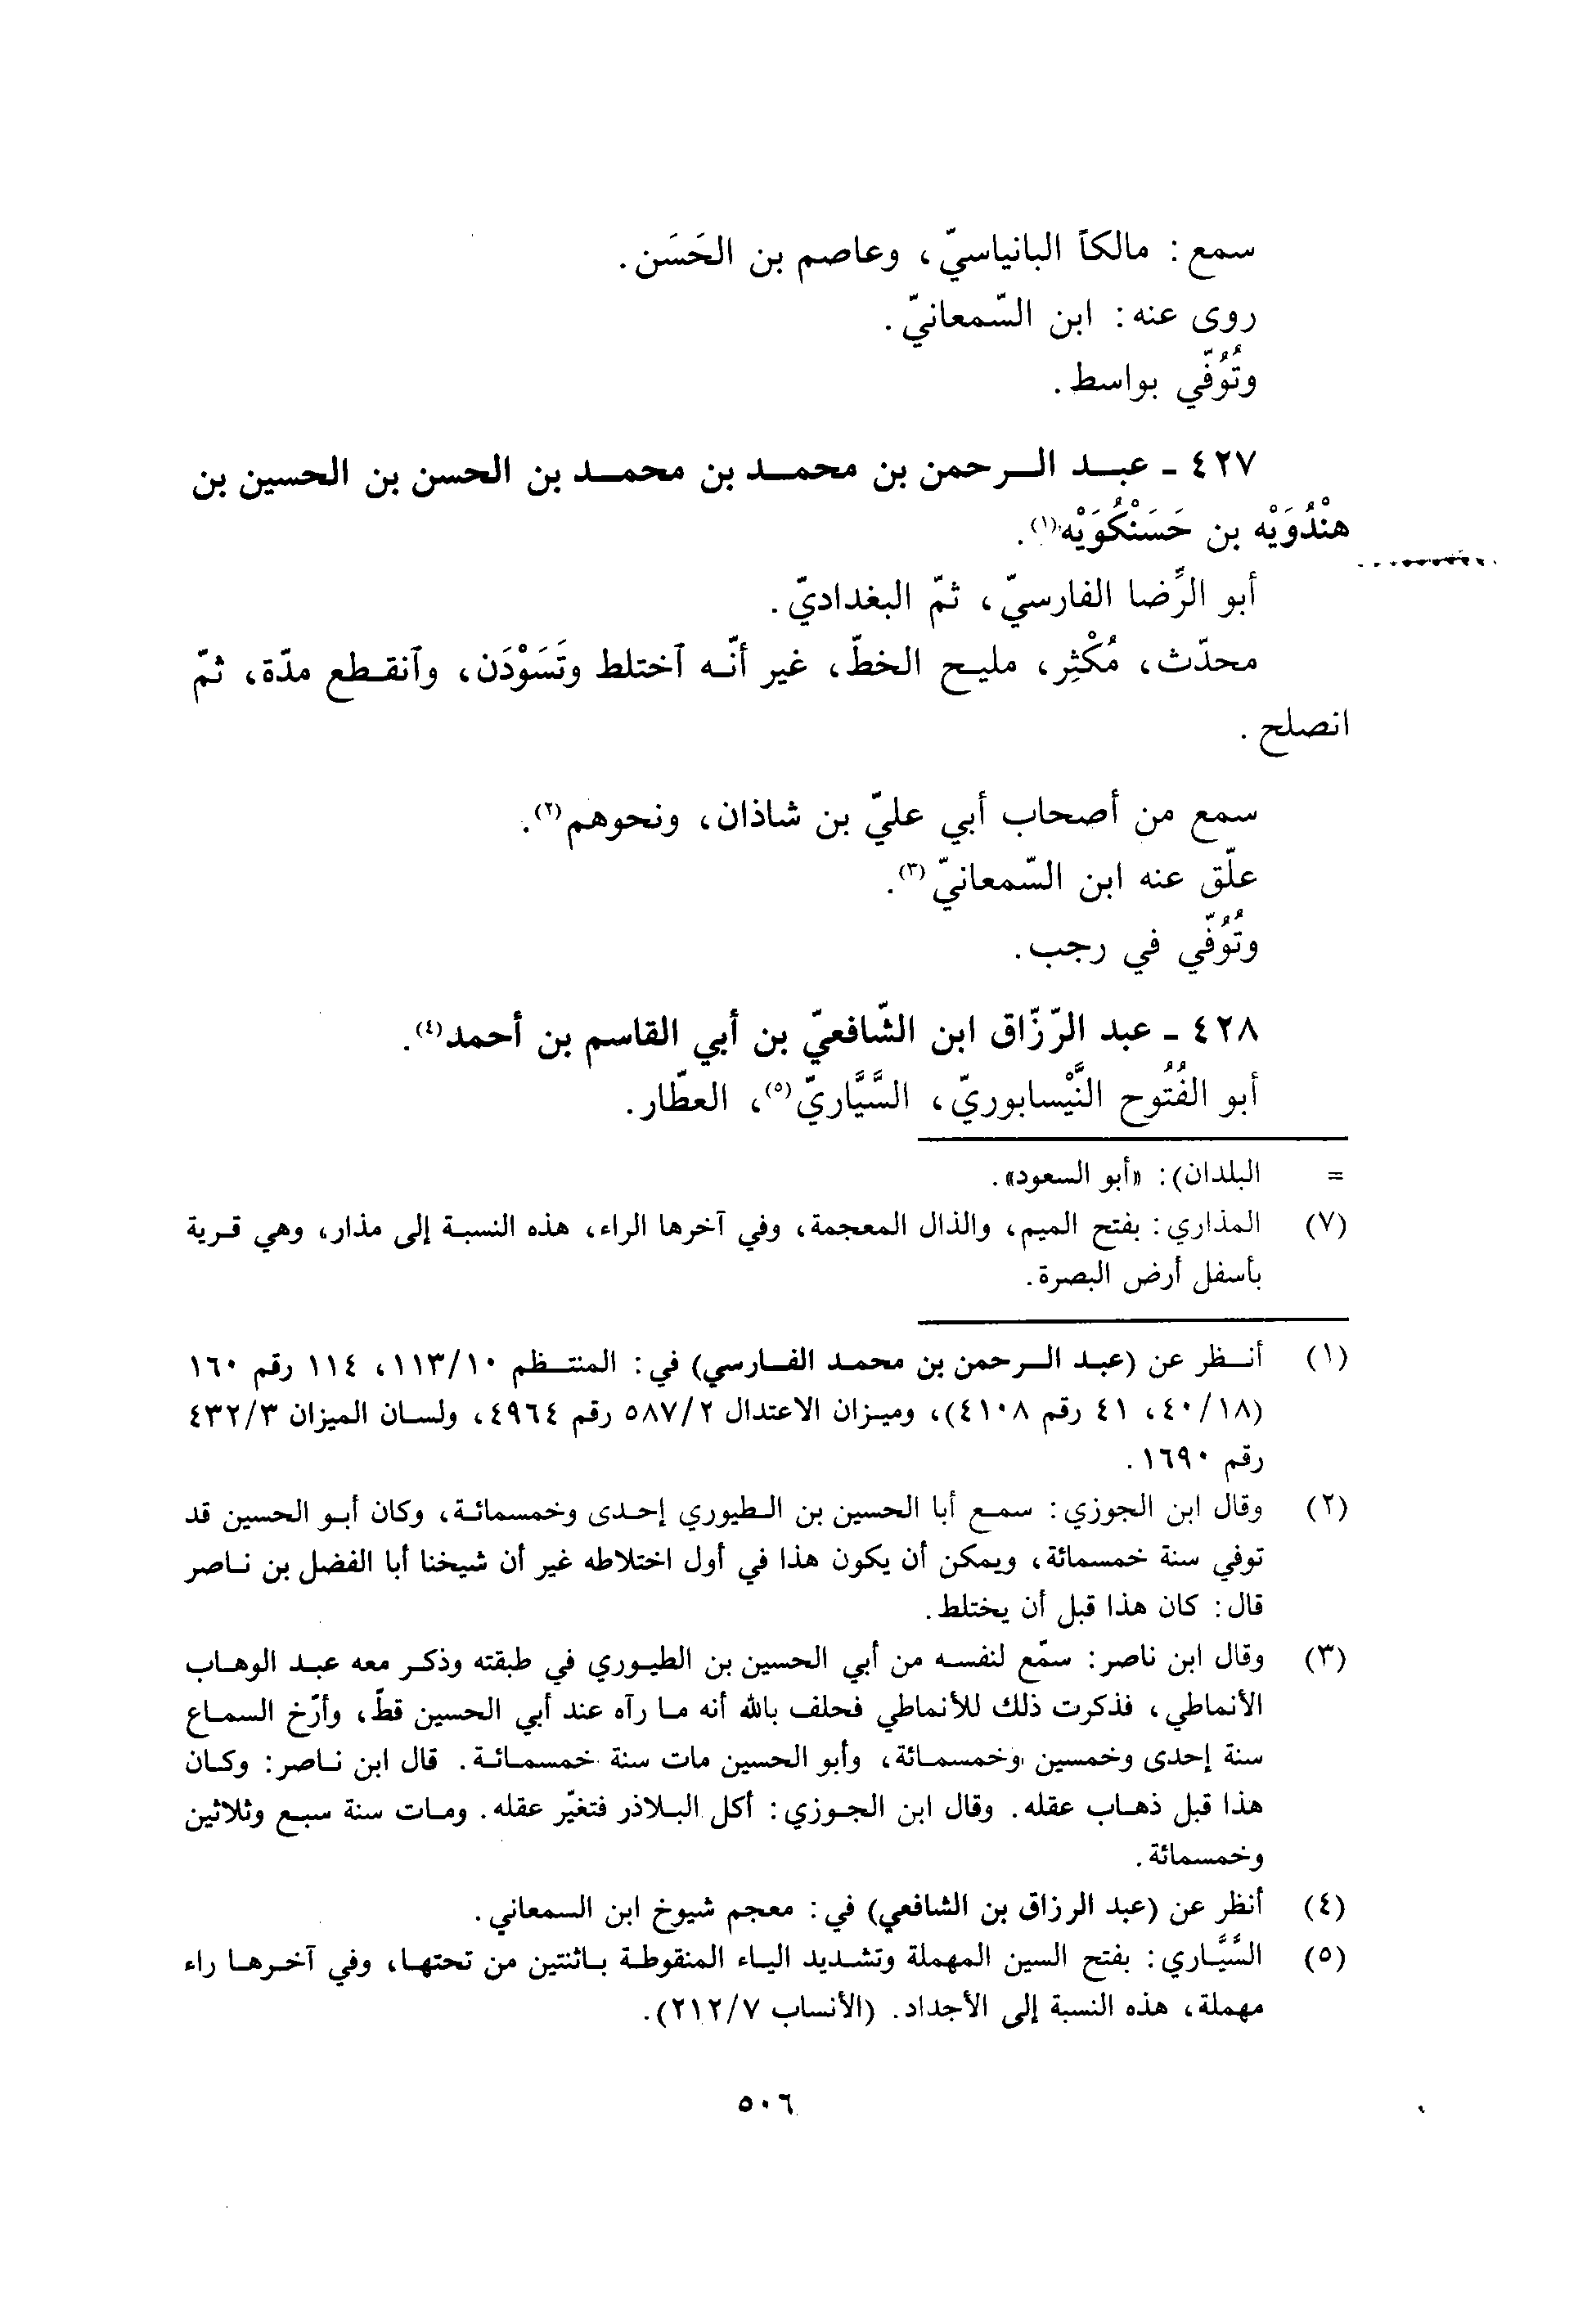 سمع: مالكاً البانياسيّ، وعاصم بن الحَسَن.
روى عنه: ابن السّمعانيّ.
وتُوُفّي بواسط.
٤٢٧ ـ عبد الرحمن بن محمد بن محمد بن الحسن بن الحسين بن
هنْدُوَيْه بن حَسَنْكُوَيْه(١).
أبو الرِّضا الفارسيّ، ثمّ البغداديّ.
محدّث، مُكْثِر، مليح الخطّ، غير أنّه آختلط وتَسَوْدَن، وآنقطع مدّة، ثمّ
انصلح.
سمع من أصحاب أبي عليّ بن شاذان، ونحوهم(٢).
علّق عنه ابن السّمعانيّ(٣).
وتُوُفّي في رجب.
٤٢٨ ـ عبد الرّزّاق ابن الشّافعيّ بن أبي القاسم بن أحمد(٤).
أبو الفُتُوح النَّيْسابوريّ، السَّيَّاريّ(٥)، العطّار.
= البلدان): «أبو السعود».
(٧) المذاري: بفتح الميم، والذال المعجمة، وفي آخرها الراء، هذه النسبة إلى مذار، وهي قرية
بأسفل أرض البصرة.
(١) أنظر عن (عبد الرحمن بن محمد الفارسي) في: المنتظم ١١٣/١٠، ١١٤ رقم ١٦٠
(٤٠/١٨، ٤١ رقم ٤١٠٨)، وميزان الاعتدال ٥٨٧/٢ رقم ٤٩٦٤، ولسان الميزان ٤٣٢/٣
رقم ١٦٩٠.
(٢) وقال ابن الجوزي: سمع أبا الحسين بن الطيوري إحدى وخمسمائة، وكان أبو الحسين قد
توفي سنة خمسمائة، ويمكن أن يكون هذا في أول اختلاطه غير أن شيخنا أبا الفضل بن ناصر
قال: كان هذا قبل أن يختلط.
(٣) وقال ابن ناصر: سمّع لنفسه من أبي الحسين بن الطيوري في طبقته وذكر معه عبد الوهاب
الأنماطي، فذكرت ذلك للأنماطي فحلف بالله أنه ما رآه عند أبي الحسين قطّ، وأرّخ السماع
سنة إحدى وخمسين وخمسمائة، وأبو الحسين مات سنة خمسمائة. قال ابن ناصر: وكان
هذا قبل ذهاب عقله. وقال ابن الجوزي: أكل البلاذر فتغيّر عقله. ومات سنة سبع وثلاثين
وخمسمائة.
(٤) أنظر عن (عبد الرزاق بن الشافعي) في: معجم شيوخ ابن السمعاني.
(٥) السَّيَّاري: بفتح السين المهملة وتشديد الياء المنقوطة باثنتين من تحتها، وفي آخرها راء
مهملة، هذه النسبة إلى الأجداد. (الأنساب ٢١٢/٧).
٥٠٦